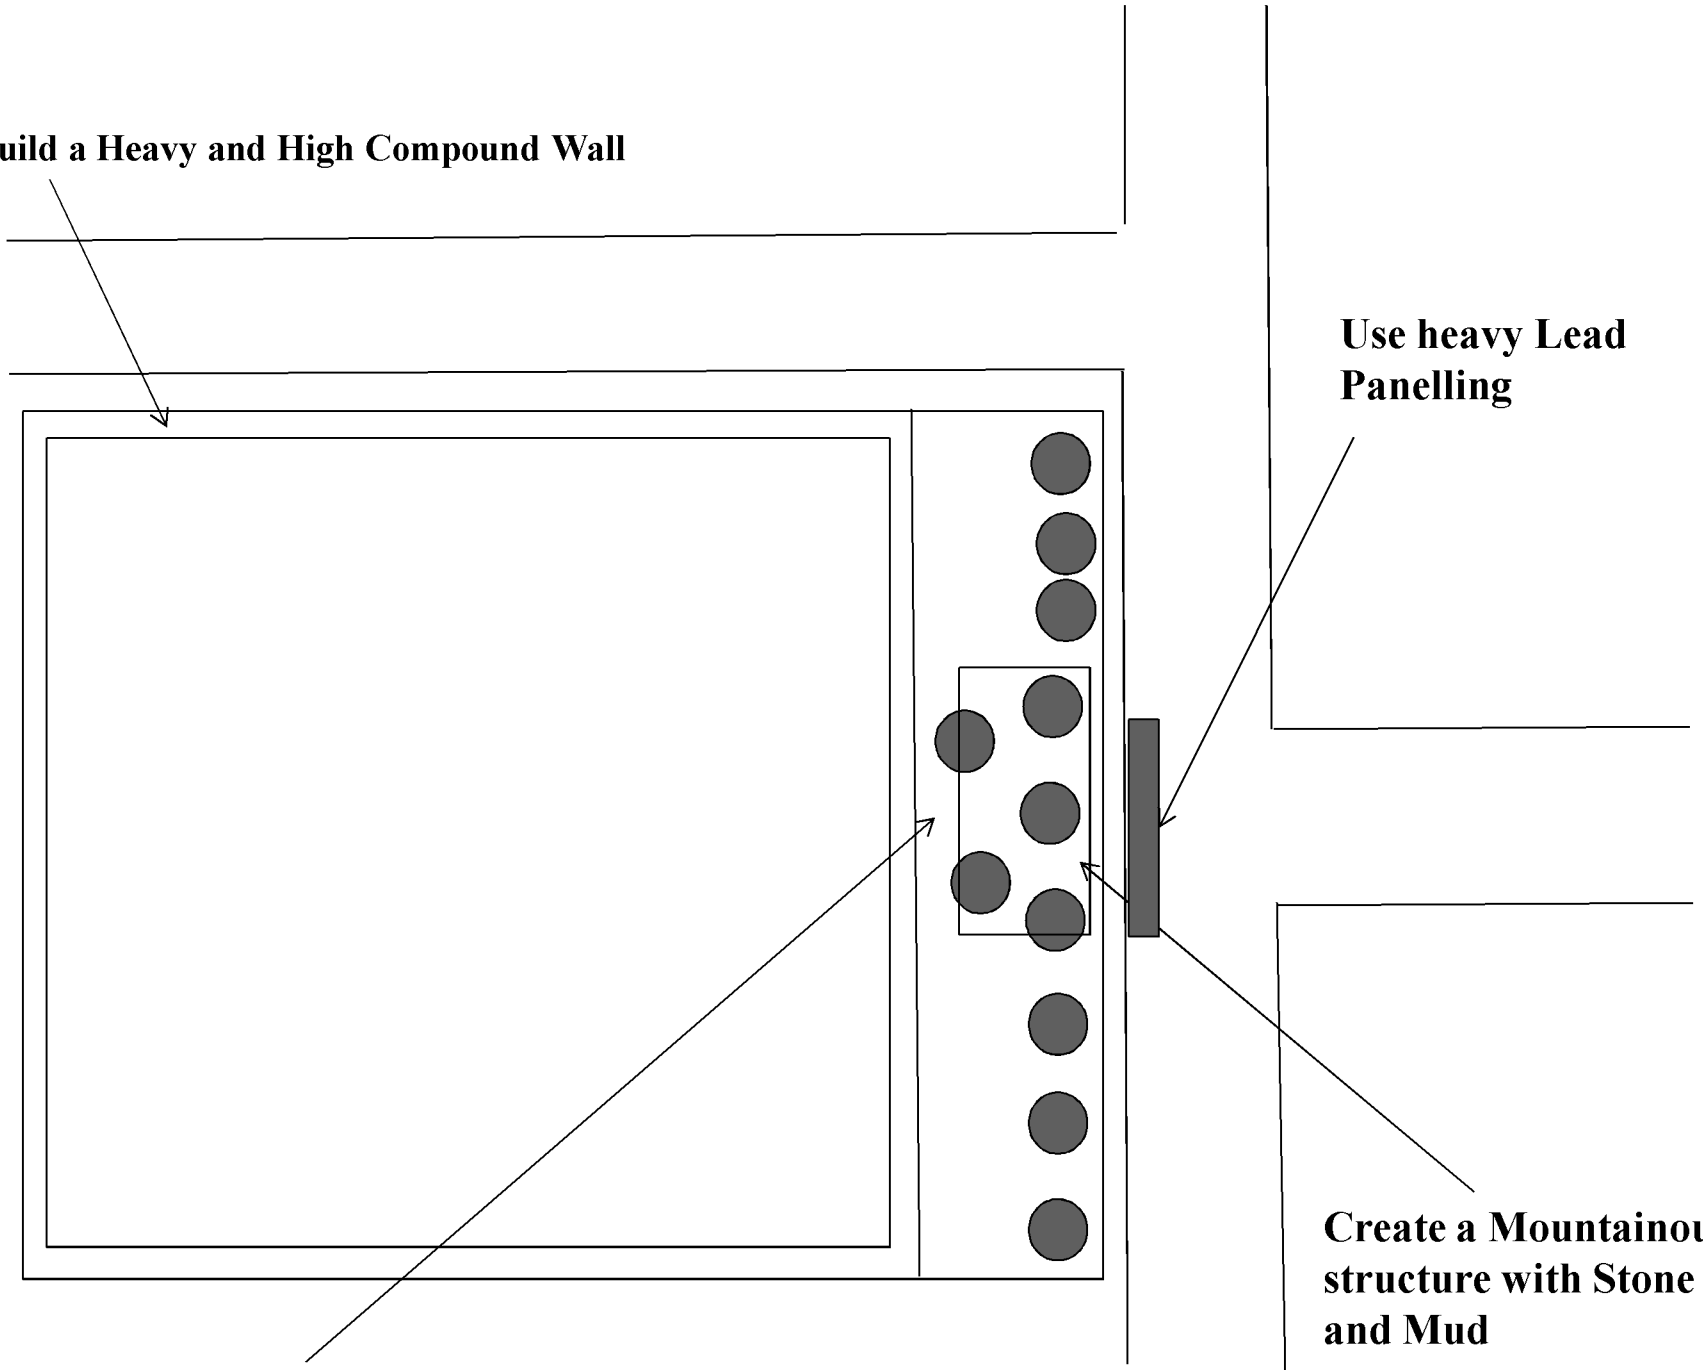 uild a Heavy and High Compound Wall
Use heavy Lead
Panelling
Create a Mountainou
structure with Stone
and Mud